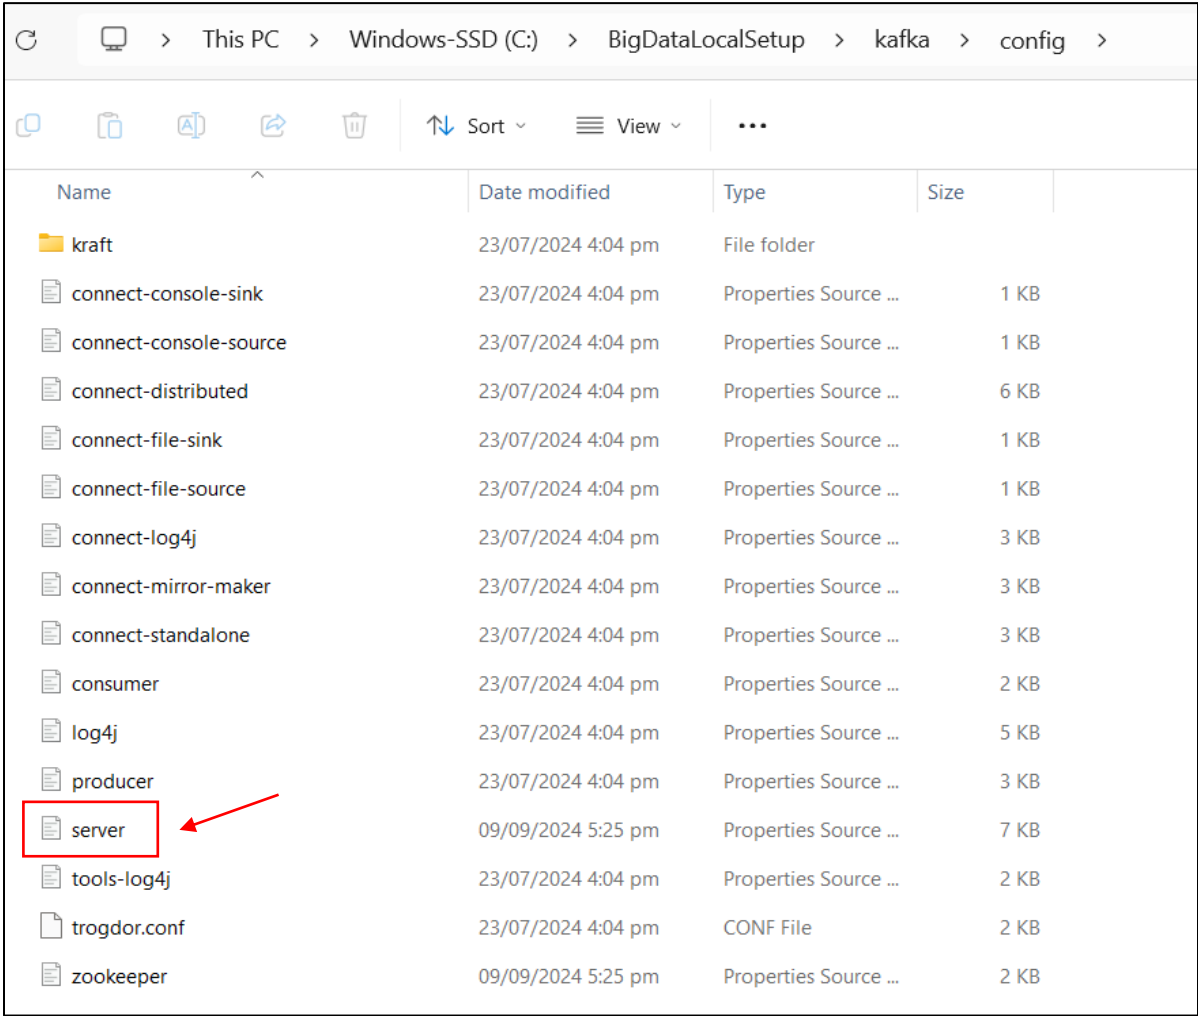 This PC > Windows-SSD (C:) > BigDataLocalSetup > kafka > config >
Sort View ...
Name Date modified Type Size
kraft 23/07/2024 4:04 pm File folder
connect-console-sink 23/07/2024 4:04 pm Properties Source ... 1 KB
connect-console-source 23/07/2024 4:04 pm Properties Source ... 1 KB
connect-distributed 23/07/2024 4:04 pm Properties Source ... 6 KB
connect-file-sink 23/07/2024 4:04 pm Properties Source ... 1 KB
connect-file-source 23/07/2024 4:04 pm Properties Source ... 1 KB
connect-log4j 23/07/2024 4:04 pm Properties Source ... 3 KB
connect-mirror-maker 23/07/2024 4:04 pm Properties Source ... 3 KB
connect-standalone 23/07/2024 4:04 pm Properties Source ... 3 KB
consumer 23/07/2024 4:04 pm Properties Source ... 2 KB
log4j 23/07/2024 4:04 pm Properties Source ... 5 KB
producer 23/07/2024 4:04 pm Properties Source ... 3 KB
server 09/09/2024 5:25 pm Properties Source ... 7 KB
tools-log4j 23/07/2024 4:04 pm Properties Source ... 2 KB
trogdor.conf 23/07/2024 4:04 pm CONF File 2 KB
zookeeper 09/09/2024 5:25 pm Properties Source ... 2 KB